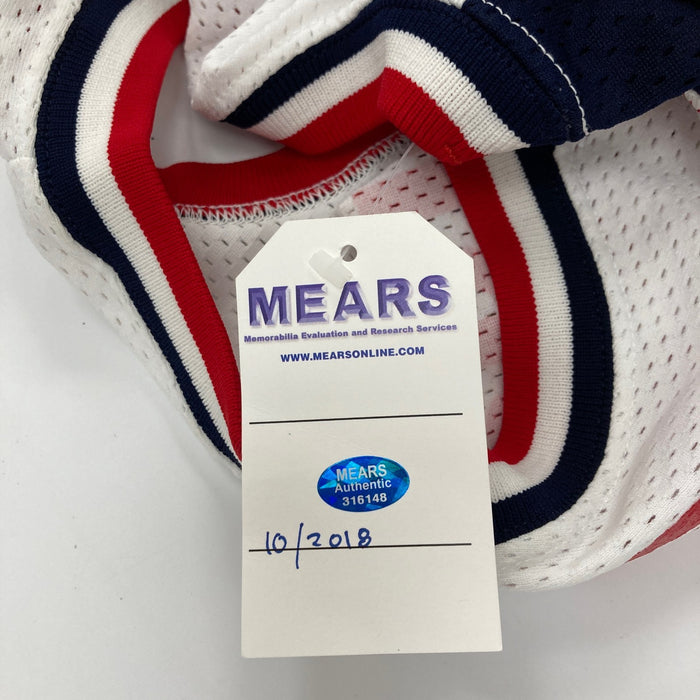 MEARS
Memorabilia Evaluation and Research Services
WWW.MEARSONLINE.COM
MEARS
Authentic
316148
10/2018